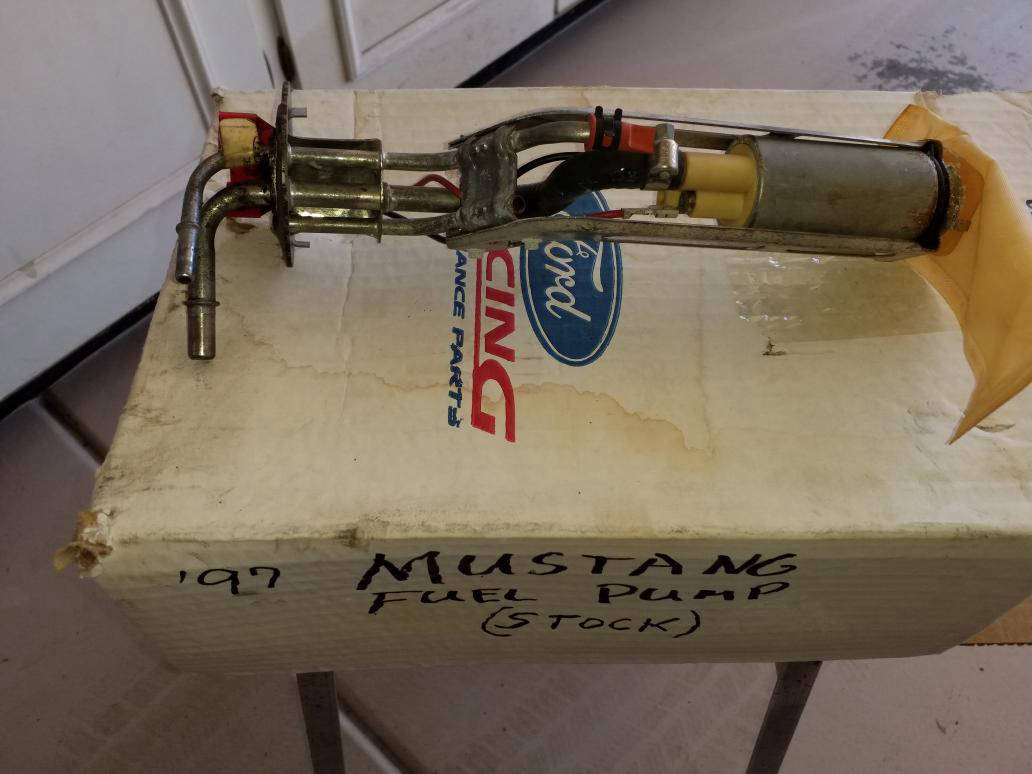 Ford
CING
ANCE PARTS
'97 MUSTANG
FUEL PUMP
(STOCK)